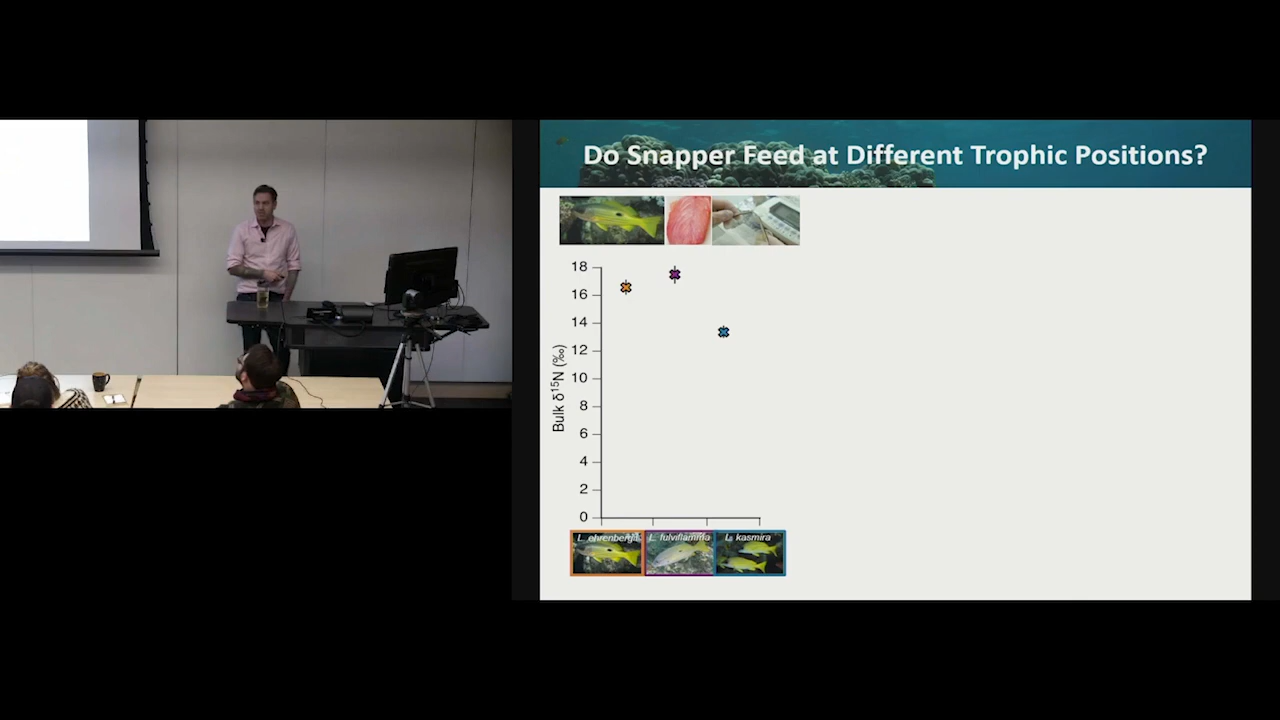 Do Snapper Feed at Different Trophic Positions?
18
16
14
12
10
8
6
4
2
0
Bulk δ¹⁵N (‰)
L. ehrenbergii
L. fulviflamma
L. kasmira